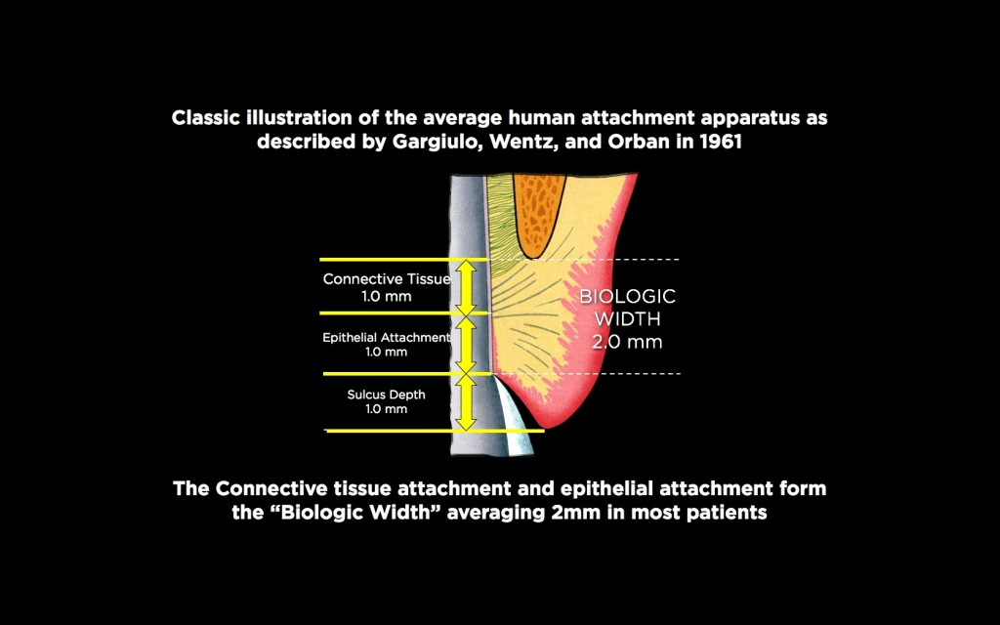 Classic illustration of the average human attachment apparatus as
described by Gargiulo, Wentz, and Orban in 1961
Connective Tissue
1.0 mm
BIOLOGIC
WIDTH
2.0 mm
Epithelial Attachment
1.0 mm
Sulcus Depth
1.0 mm
The Connective tissue attachment and epithelial attachment form
the “Biologic Width” averaging 2mm in most patients